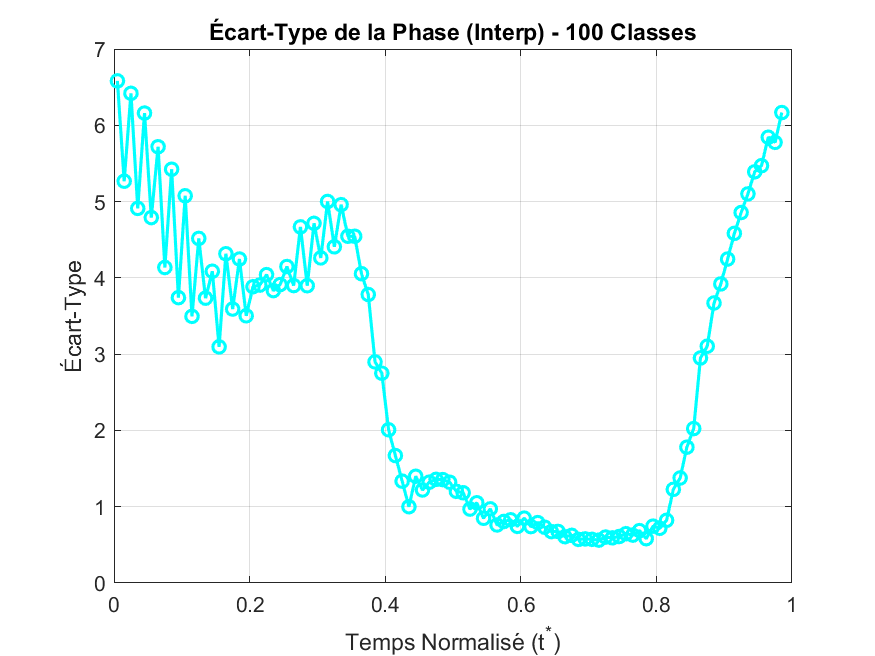 Écart-Type de la Phase (Interp) - 100 Classes
7
6
5
4
3
2
1
0
Écart-Type
0 0.2 0.4 0.6 0.8 1
Temps Normalisé (t*)